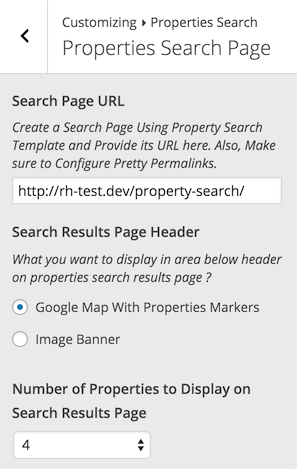 Customizing ▸ Properties Search
Properties Search Page
Search Page URL
Create a Search Page Using Property Search
Template and Provide its URL here. Also, Make
sure to Configure Pretty Permalinks.
http://rh-test.dev/property-search/
Search Results Page Header
What you want to display in area below header
on properties search results page ?
Google Map With Properties Markers
Image Banner
Number of Properties to Display on
Search Results Page
4